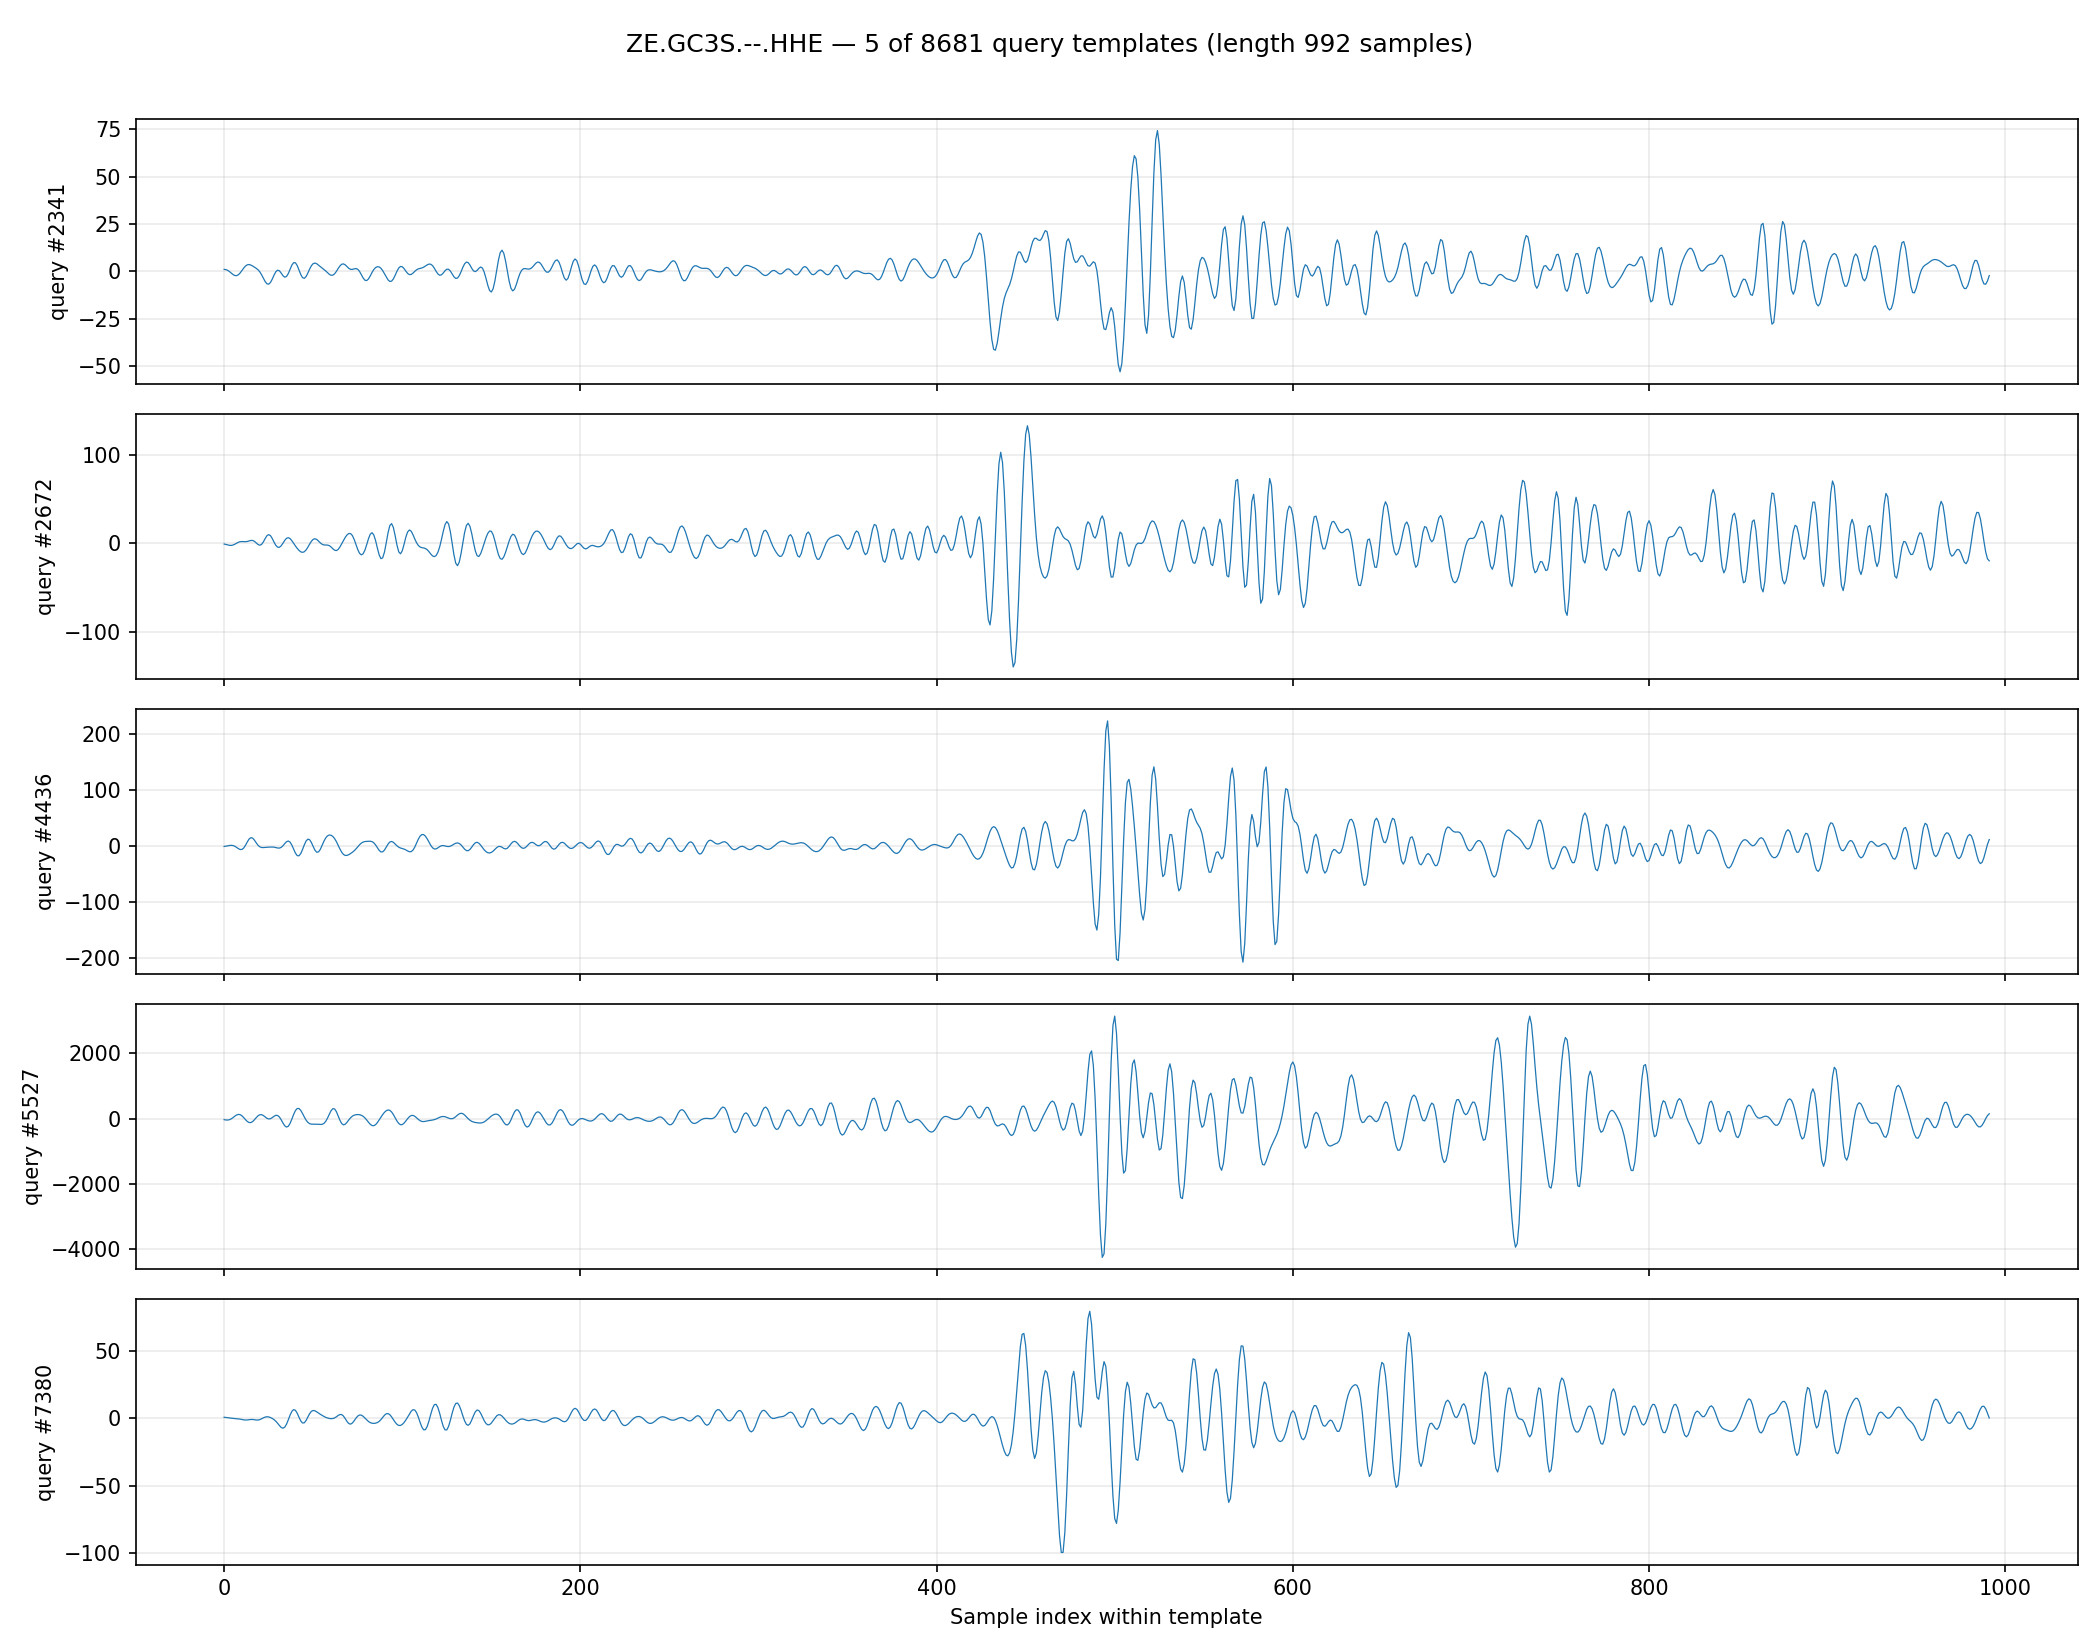 ZE.GC3S.--.HHE — 5 of 8681 query templates (length 992 samples)
query #2341
75
50
25
0
−25
−50
query #2672
100
0
−100
query #4436
200
100
0
−100
−200
query #5527
2000
0
−2000
−4000
query #7380
50
0
−50
−100
0 200 400 600 800 1000
Sample index within template